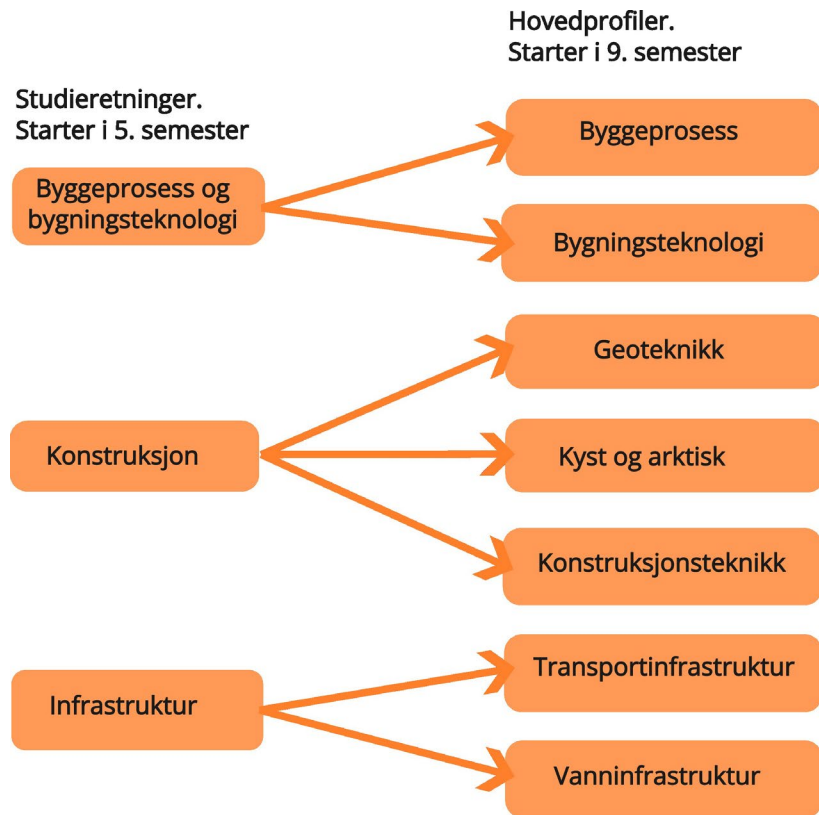 Studieretninger.
Starter i 5. semester
Hovedprofiler.
Starter i 9. semester
Byggeprosess og
bygningsteknologi
Byggeprosess
Bygningsteknologi
Konstruksjon
Geoteknikk
Kyst og arktisk
Konstruksjonsteknikk
Infrastruktur
Transportinfrastruktur
Vanninfrastruktur